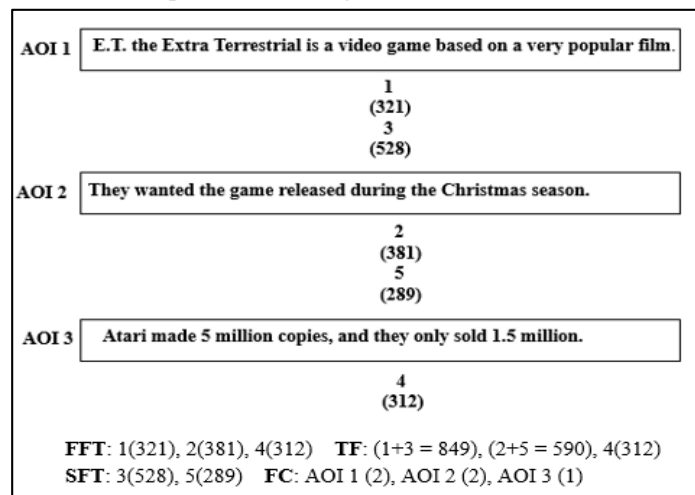 AOI 1 E.T. the Extra Terrestrial is a video game based on a very popular film.
1
(321)
3
(528)
AOI 2 They wanted the game released during the Christmas season.
2
(381)
5
(289)
AOI 3 Atari made 5 million copies, and they only sold 1.5 million.
4
(312)
FFT: 1(321), 2(381), 4(312) TF: (1+3 = 849), (2+5 = 590), 4(312)
SFT: 3(528), 5(289) FC: AOI 1 (2), AOI 2 (2), AOI 3 (1)